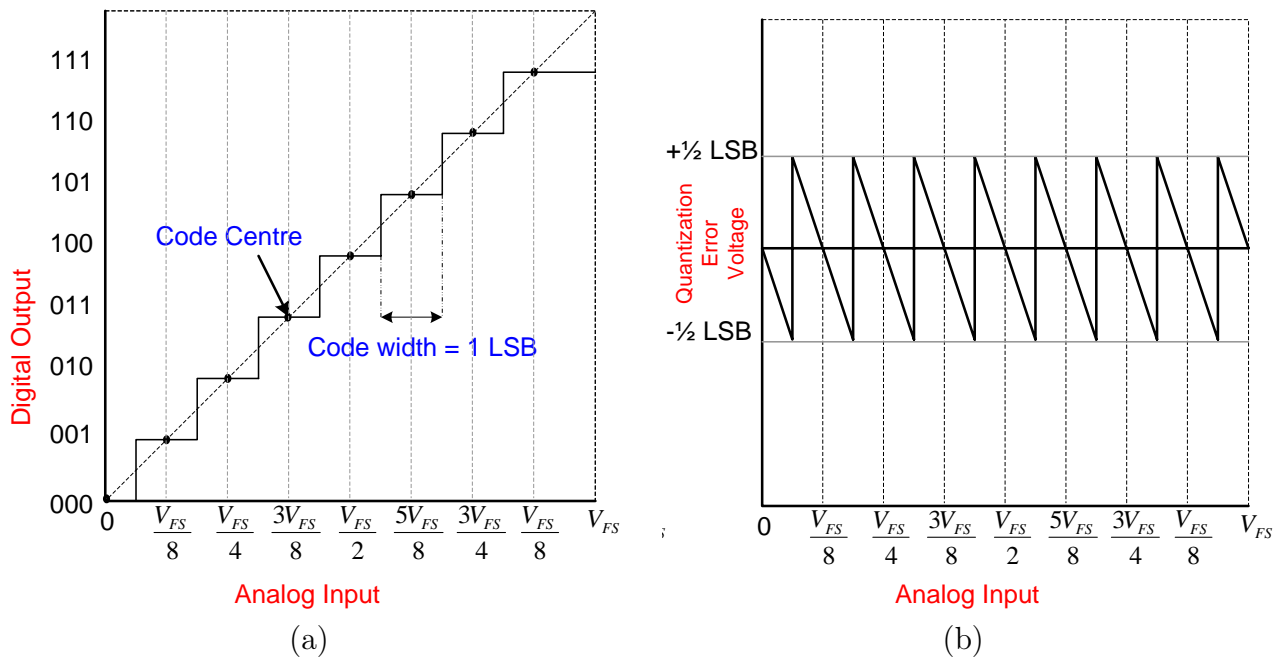 111
110
101
100
011
010
001
000
Digital Output
Code Centre
Code width = 1 LSB
0
V_FS/8
V_FS/4
3V_FS/8
V_FS/2
5V_FS/8
3V_FS/4
V_FS/8
V_FS
Analog Input
(a)
+½ LSB
Quantization
Error
Voltage
-½ LSB
0
V_FS/8
V_FS/4
3V_FS/8
V_FS/2
5V_FS/8
3V_FS/4
V_FS/8
V_FS
Analog Input
(b)